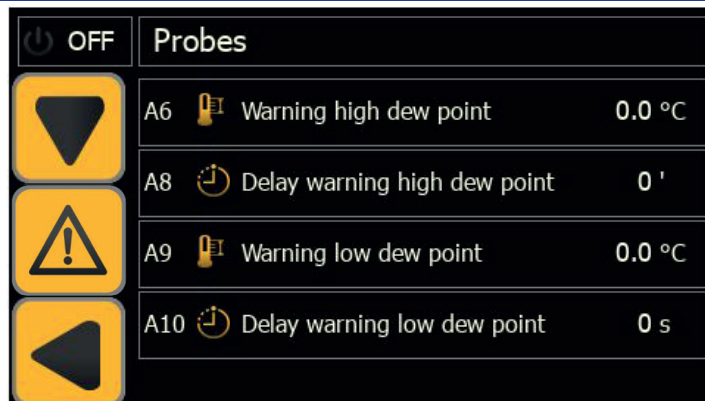 OFF Probes
A6 Warning high dew point 0.0 °C
A8 Delay warning high dew point 0 '
A9 Warning low dew point 0.0 °C
A10 Delay warning low dew point 0 s